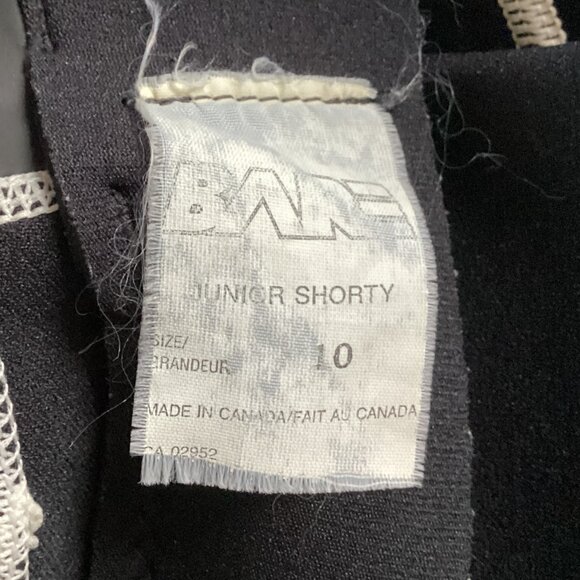 BARE
JUNIOR SHORTY
SIZE/
GRANDEUR 10
MADE IN CANADA/FAIT AU CANADA
CA 02952